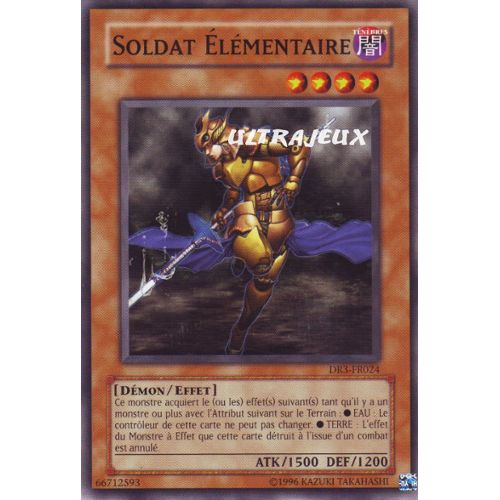 SOLDAT ÉLÉMENTAIRE
TÉNÈBRES
闇
ULTRAJEUX
DR3-FR024
[DÉMON/EFFET]
Ce monstre acquiert le (ou les) effet(s) suivant(s) tant qu'il y a un
monstre ou plus avec l'Attribut suivant sur le Terrain : ● EAU : Le
contrôleur de cette carte ne peut pas changer. ● TERRE : L'effet
du Monstre à Effet que cette carte détruit à l'issue d'un combat
est annulé.
ATK/1500 DEF/1200
66712593
©1996 KAZUKI TAKAHASHI